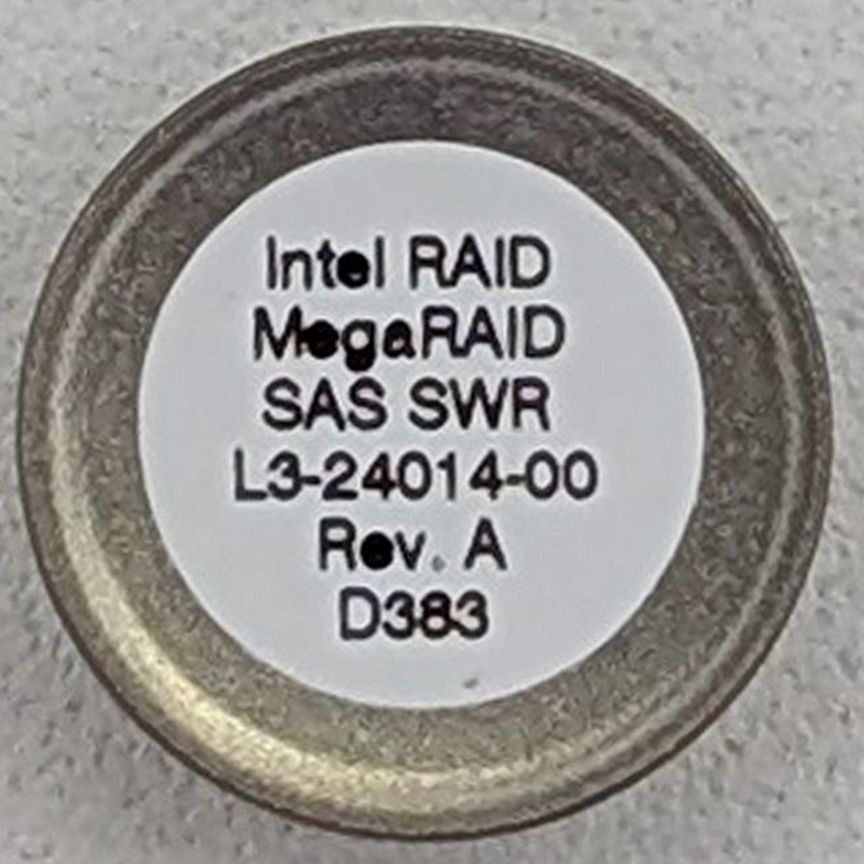 Intel RAID
MegaRAID
SAS SWR
L3-24014-00
Rev. A
D383